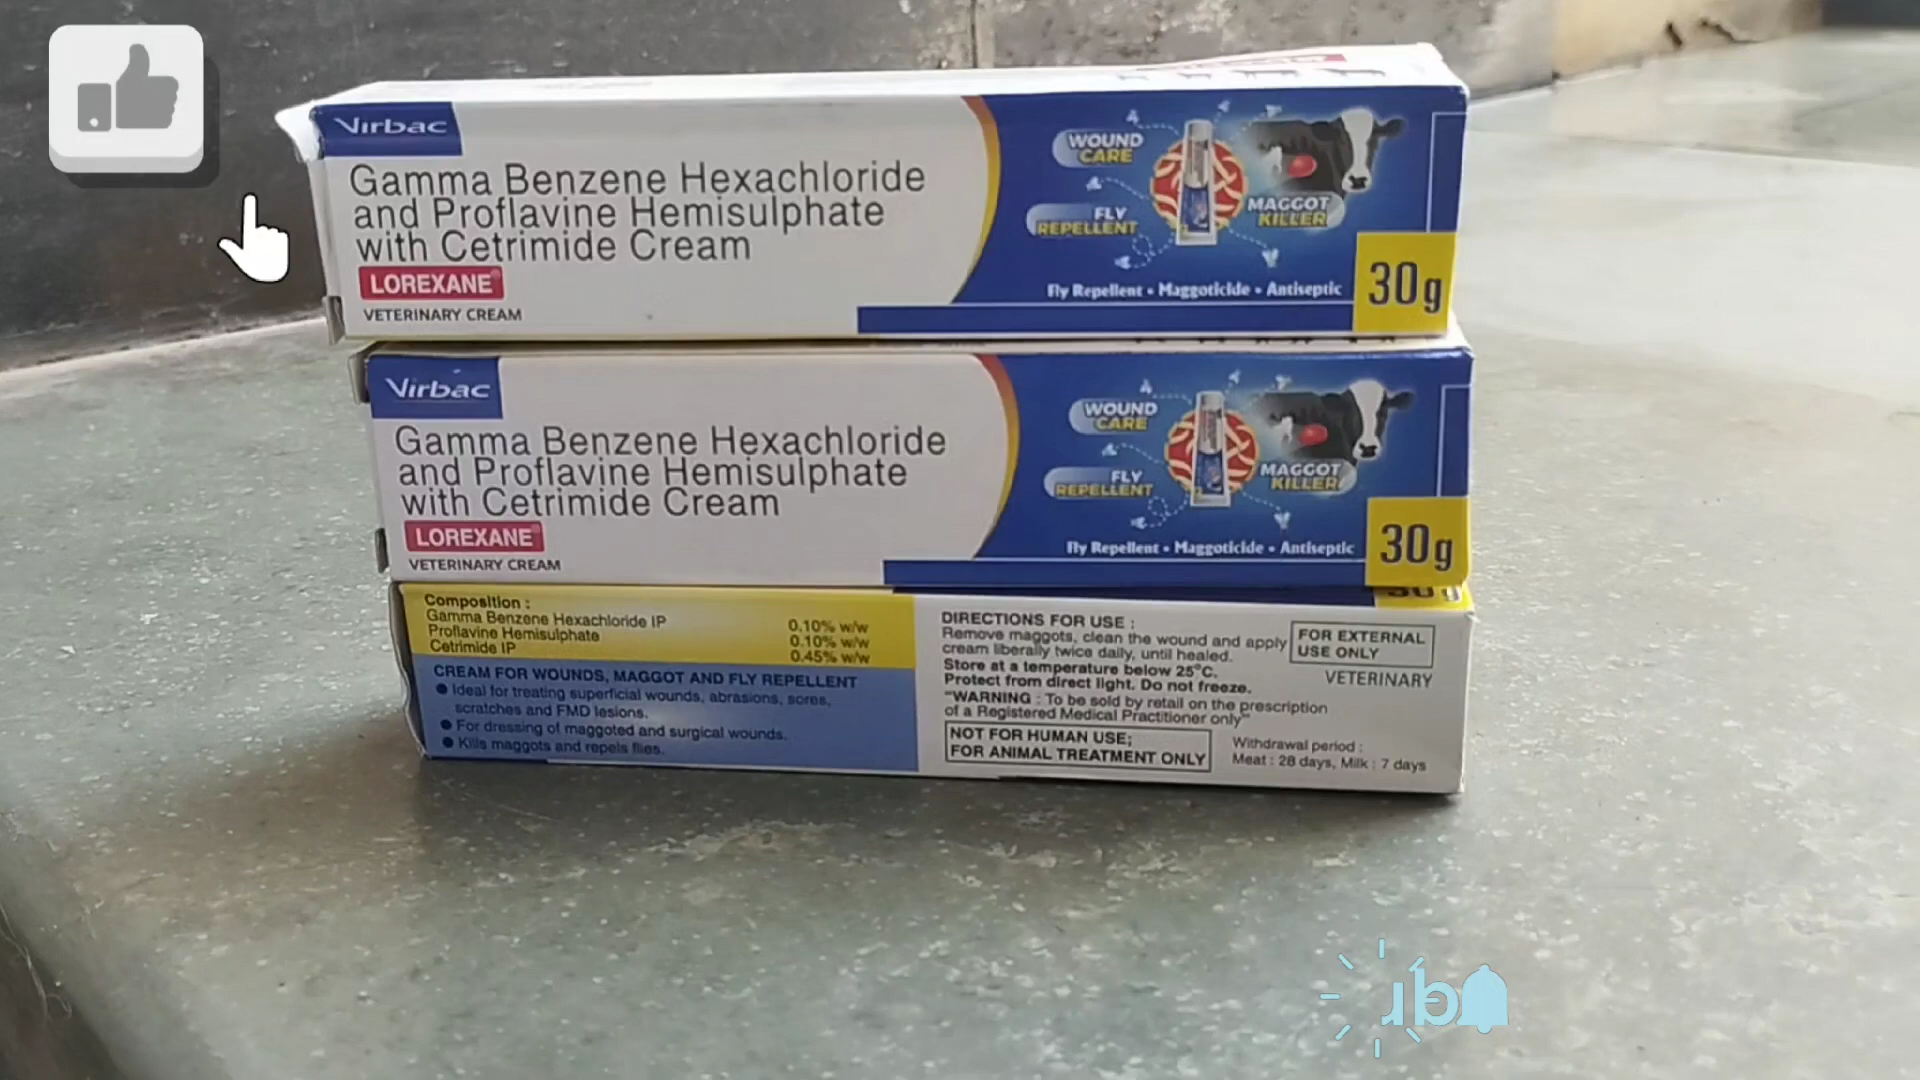 Virbac
Gamma Benzene Hexachloride
and Proflavine Hemisulphate
with Cetrimide Cream
LOREXANE®
VETERINARY CREAM
WOUND
CARE
FLY
REPELLENT
MAGGOT
KILLER
Fly Repellent • Maggoticide • Antiseptic
30g
Virbac
Gamma Benzene Hexachloride
and Proflavine Hemisulphate
with Cetrimide Cream
LOREXANE®
VETERINARY CREAM
WOUND
CARE
FLY
REPELLENT
MAGGOT
KILLER
Fly Repellent • Maggoticide • Antiseptic
30g
30g
Composition :
Gamma Benzene Hexachloride IP 0.10% w/w
Proflavine Hemisulphate 0.10% w/w
Cetrimide IP 0.45% w/w
CREAM FOR WOUNDS, MAGGOT AND FLY REPELLENT
● Ideal for treating superficial wounds, abrasions, sores,
scratches and FMD lesions.
● For dressing of maggoted and surgical wounds.
● Kills maggots and repels flies.
DIRECTIONS FOR USE :
Remove maggots, clean the wound and apply
cream liberally twice daily, until healed.
Store at a temperature below 25°C.
Protect from direct light. Do not freeze.
"WARNING : To be sold by retail on the prescription
of a Registered Medical Practitioner only"
NOT FOR HUMAN USE;
FOR ANIMAL TREATMENT ONLY
FOR EXTERNAL
USE ONLY
VETERINARY
Withdrawal period :
Meat : 28 days, Milk : 7 days